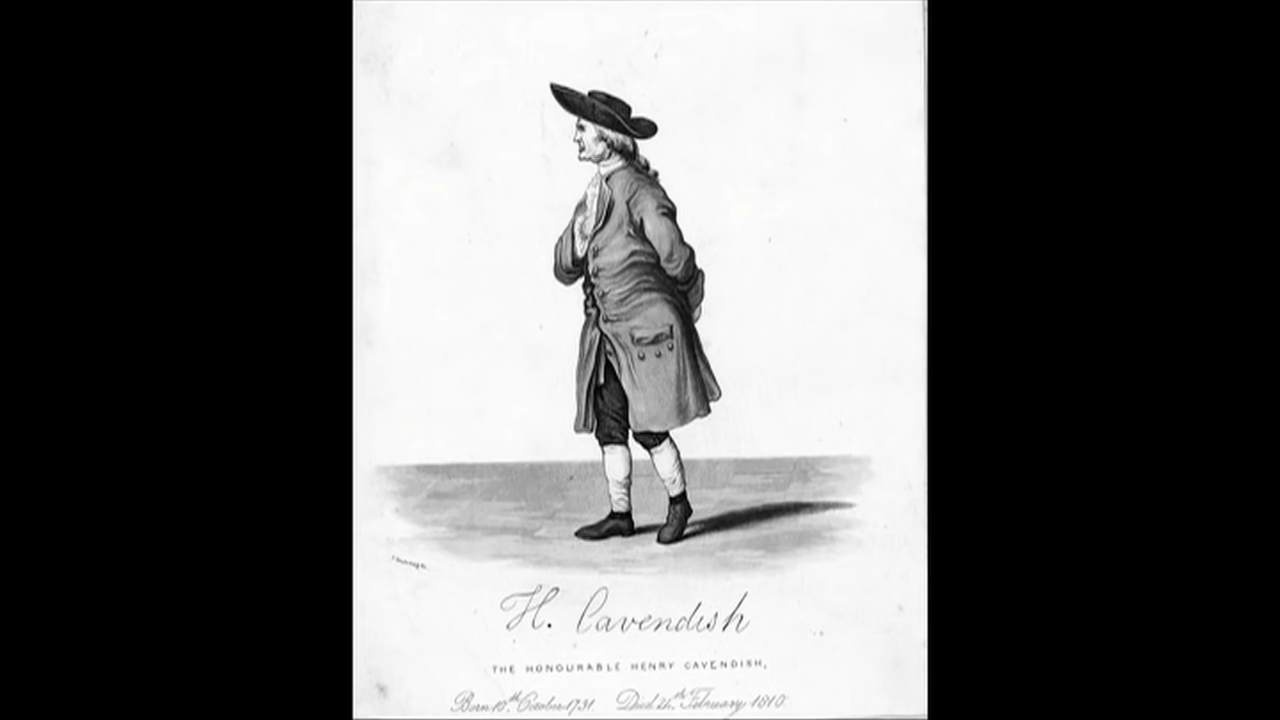 H. Cavendish
THE HONOURABLE HENRY CAVENDISH,
Born 10th October 1731. Died 24th February 1810.